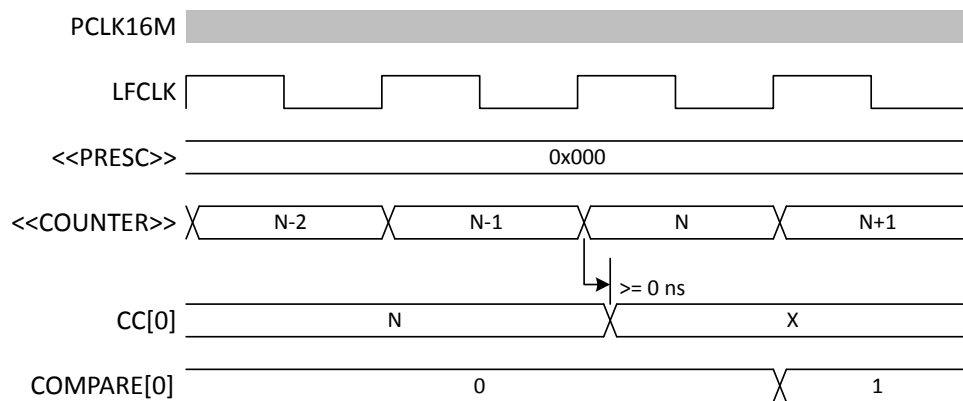 PCLK16M
LFCLK
<<PRESC>> 0x000
<<COUNTER>> N-2 N-1 N N+1
>= 0 ns
CC[0] N X
COMPARE[0] 0 1